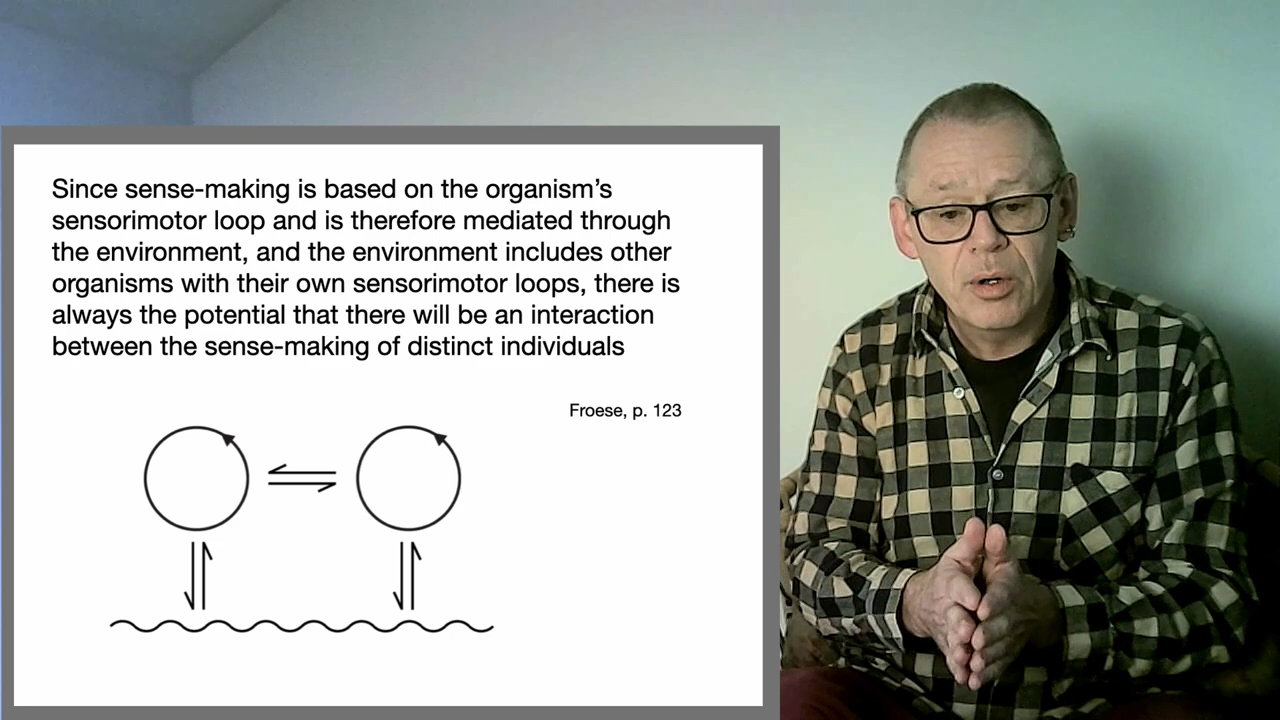 Since sense-making is based on the organism’s
sensorimotor loop and is therefore mediated through
the environment, and the environment includes other
organisms with their own sensorimotor loops, there is
always the potential that there will be an interaction
between the sense-making of distinct individuals
Froese, p. 123